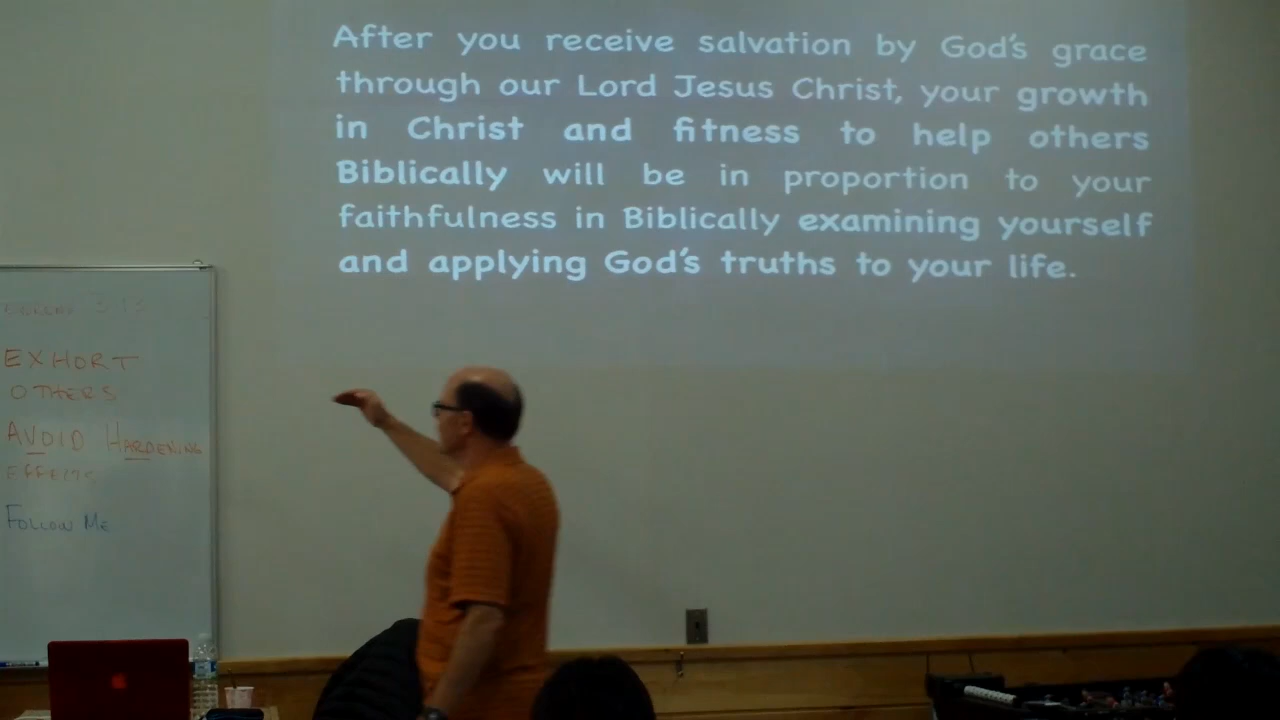 After you receive salvation by God's grace
through our Lord Jesus Christ, your growth
in Christ and fitness to help others
Biblically will be in proportion to your
faithfulness in Biblically examining yourself
and applying God's truths to your life.
3:13
EXHORT
OTHERS
AVOID HARDENING
EFFECTS
FOLLOW ME